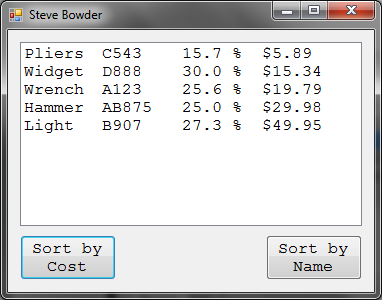 Steve Bowder
Pliers C543 15.7 % $5.89
Widget D888 30.0 % $15.34
Wrench A123 25.6 % $19.79
Hammer AB875 25.0 % $29.98
Light B907 27.3 % $49.95
Sort by
Cost
Sort by
Name